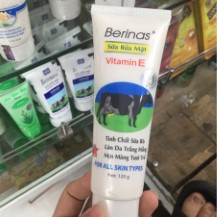 Berinas
Sữa Rửa Mặt
Vitamin E
Tinh Chất Sữa Bò
Làn Da Trắng Hồng
Mịn Màng Tươi Trẻ
FOR ALL SKIN TYPES